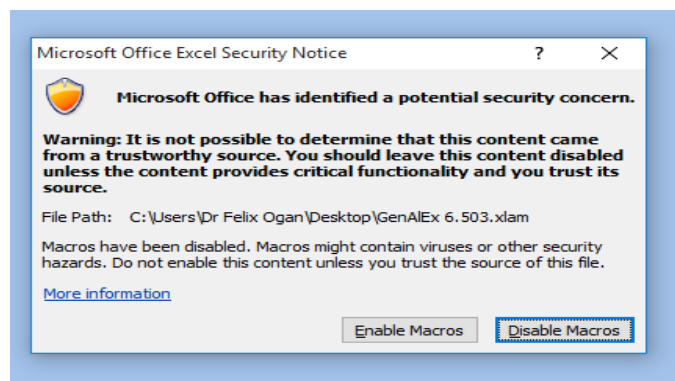 Microsoft Office Excel Security Notice ?
Microsoft Office has identified a potential security concern.
Warning: It is not possible to determine that this content came
from a trustworthy source. You should leave this content disabled
unless the content provides critical functionality and you trust its
source.
File Path: C:\Users\Dr Felix Ogan\Desktop\GenAlEx 6.503.xlam
Macros have been disabled. Macros might contain viruses or other security
hazards. Do not enable this content unless you trust the source of this file.
More information
Enable Macros Disable Macros